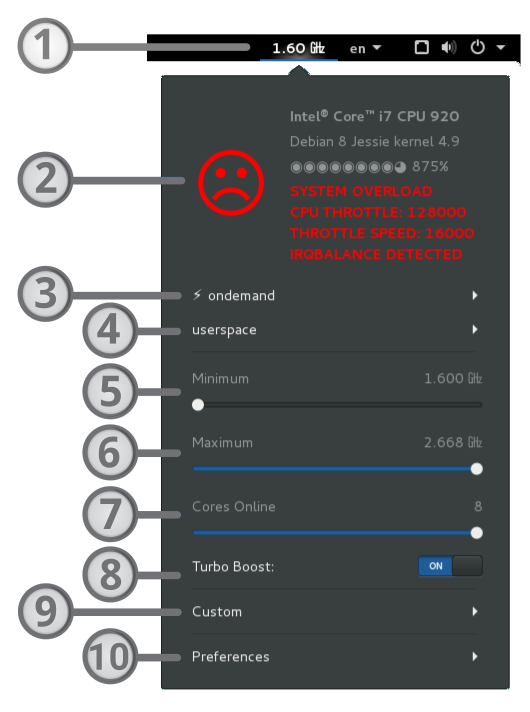 1
1.60 GHz en
2
Intel® Core™ i7 CPU 920
Debian 8 Jessie kernel 4.9
875%
SYSTEM OVERLOAD
CPU THROTTLE: 128000
THROTTLE SPEED: 16000
IRQBALANCE DETECTED
3
⚡ ondemand
4
userspace
5
Minimum 1.600 GHz
6
Maximum 2.668 GHz
7
Cores Online 8
8
Turbo Boost: ON
9
Custom
10
Preferences